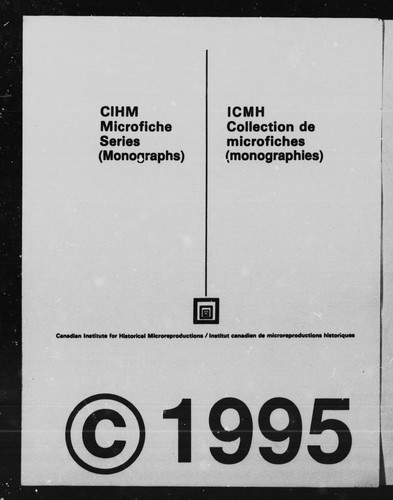 CIHM
Microfiche
Series
(Monographs)
ICMH
Collection de
microfiches
(monographies)
Canadian Institute for Historical Microreproductions / Institut canadien de microreproductions historiques
© 1995